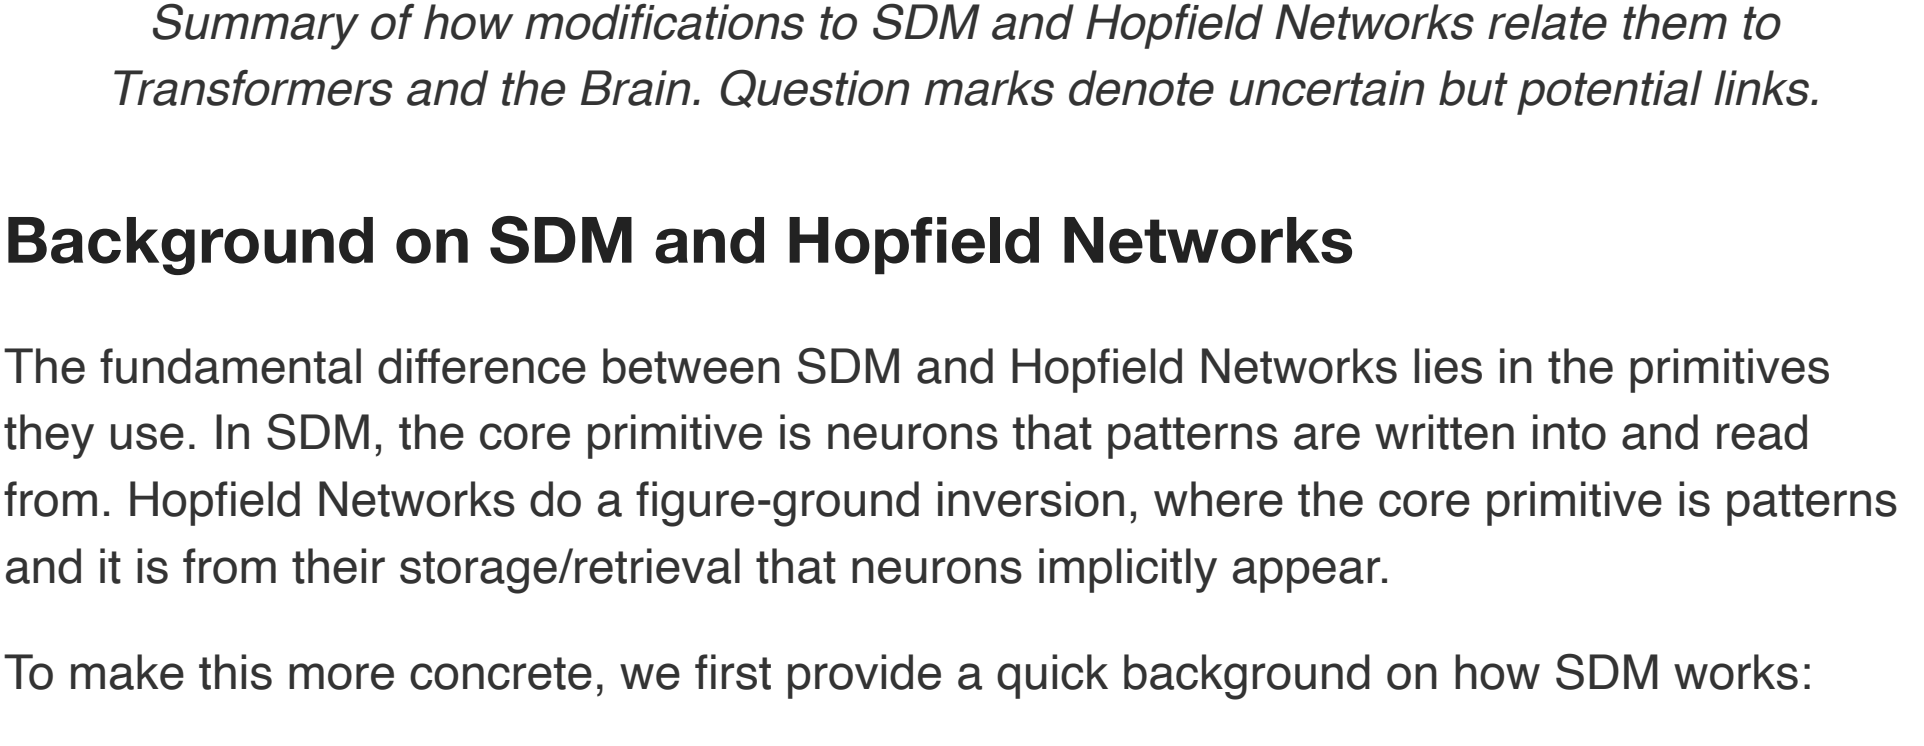 Summary of how modifications to SDM and Hopfield Networks relate them to
Transformers and the Brain. Question marks denote uncertain but potential links.
Background on SDM and Hopfield Networks
The fundamental difference between SDM and Hopfield Networks lies in the primitives
they use. In SDM, the core primitive is neurons that patterns are written into and read
from. Hopfield Networks do a figure-ground inversion, where the core primitive is patterns
and it is from their storage/retrieval that neurons implicitly appear.
To make this more concrete, we first provide a quick background on how SDM works: